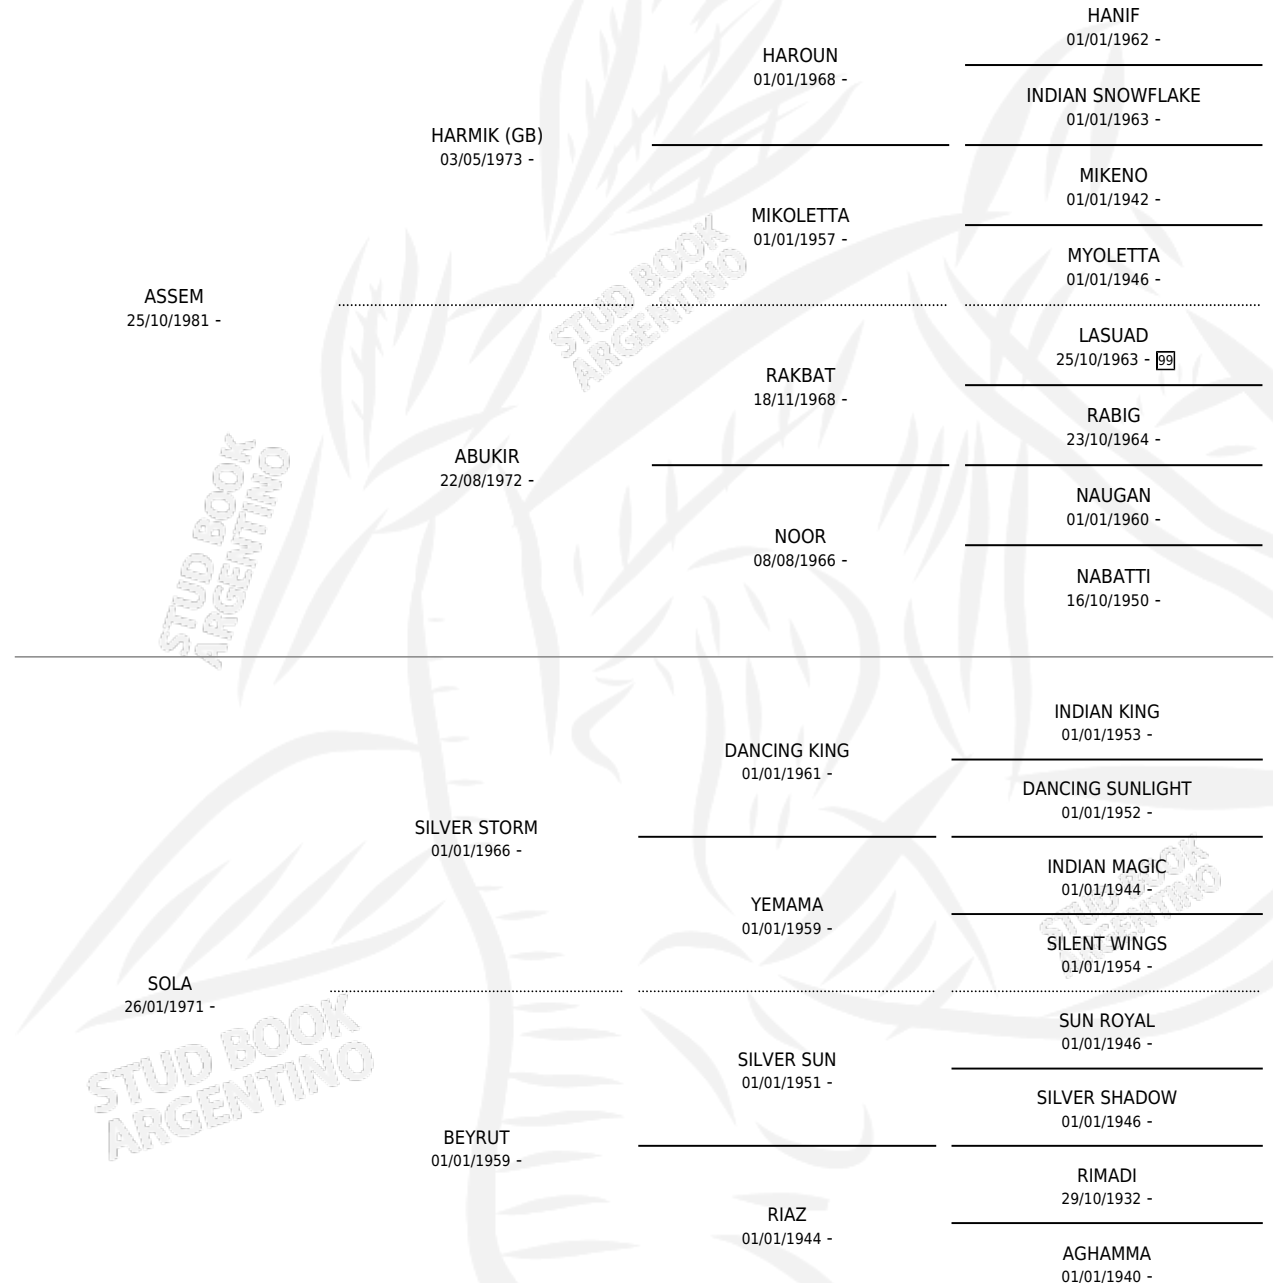 HANIF
01/01/1962 -
HAROUN
01/01/1968 -
INDIAN SNOWFLAKE
01/01/1963 -
HARMIK (GB)
03/05/1973 -
MIKENO
01/01/1942 -
MIKOLETTA
01/01/1957 -
MYOLETTA
01/01/1946 -
ASSEM
25/10/1981 -
LASUAD
25/10/1963 - 99
RAKBAT
18/11/1968 -
RABIG
23/10/1964 -
ABUKIR
22/08/1972 -
NAUGAN
01/01/1960 -
NOOR
08/08/1966 -
NABATTI
16/10/1950 -
INDIAN KING
01/01/1953 -
DANCING KING
01/01/1961 -
DANCING SUNLIGHT
01/01/1952 -
SILVER STORM
01/01/1966 -
INDIAN MAGIC
01/01/1944 -
YEMAMA
01/01/1959 -
SILENT WINGS
01/01/1954 -
SOLA
26/01/1971 -
SUN ROYAL
01/01/1946 -
SILVER SUN
01/01/1951 -
SILVER SHADOW
01/01/1946 -
BEYRUT
01/01/1959 -
RIMADI
29/10/1932 -
RIAZ
01/01/1944 -
AGHAMMA
01/01/1940 -
STUD BOOK
ARGENTINO
STUD BOOK
ARGENTINO
STUD BOOK
ARGENTINO
STUD BOOK
ARGENTINO